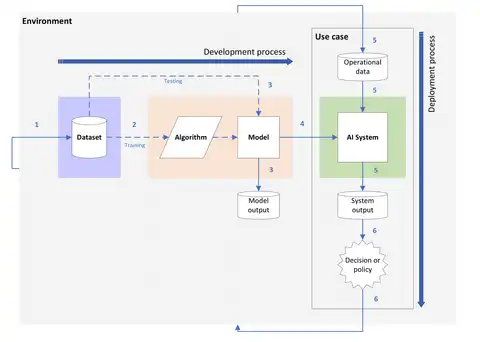 Environment
Use case
Development process
Deployment process
5
Operational
data
Testing
3
5
1
2
4
Dataset
Algorithm
Model
AI System
Training
3
5
Model
output
System
output
6
Decision or
policy
6